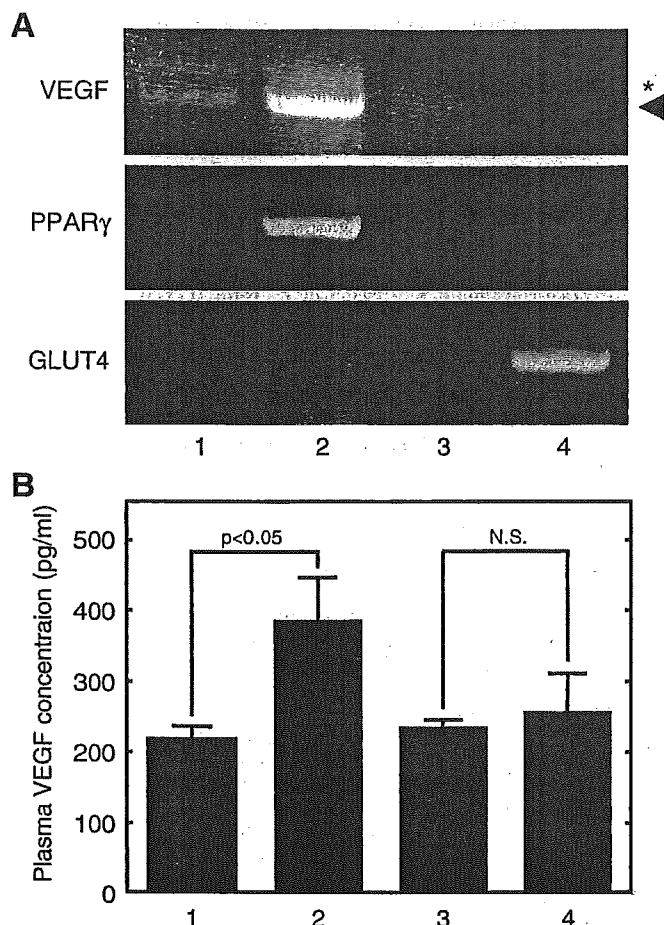 A
VEGF
*
PPARγ
GLUT4
1 2 3 4
B
Plasma VEGF concentraion (pg/ml)
500
400
300
200
100
0
p<0.05
N.S.
1 2 3 4